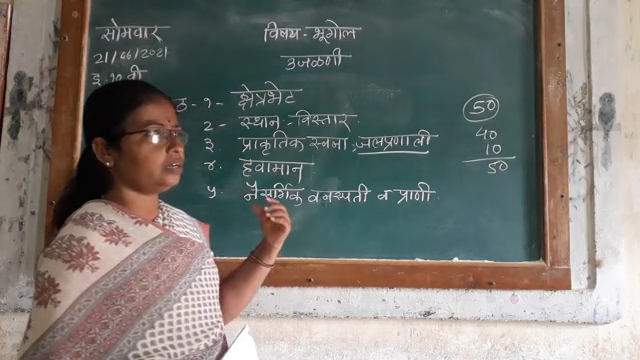 सोमवार
21/06/2021
इ. १० वी
विषय - भूगोल
उजळणी
ठ - १ - क्षेत्रभेट
2 - स्थान - विस्तार
३ प्राकृतिक रचना, जलप्रणाली
४. हवामान
५. नैसर्गिक वनस्पती व प्राणी
50
40
10
50